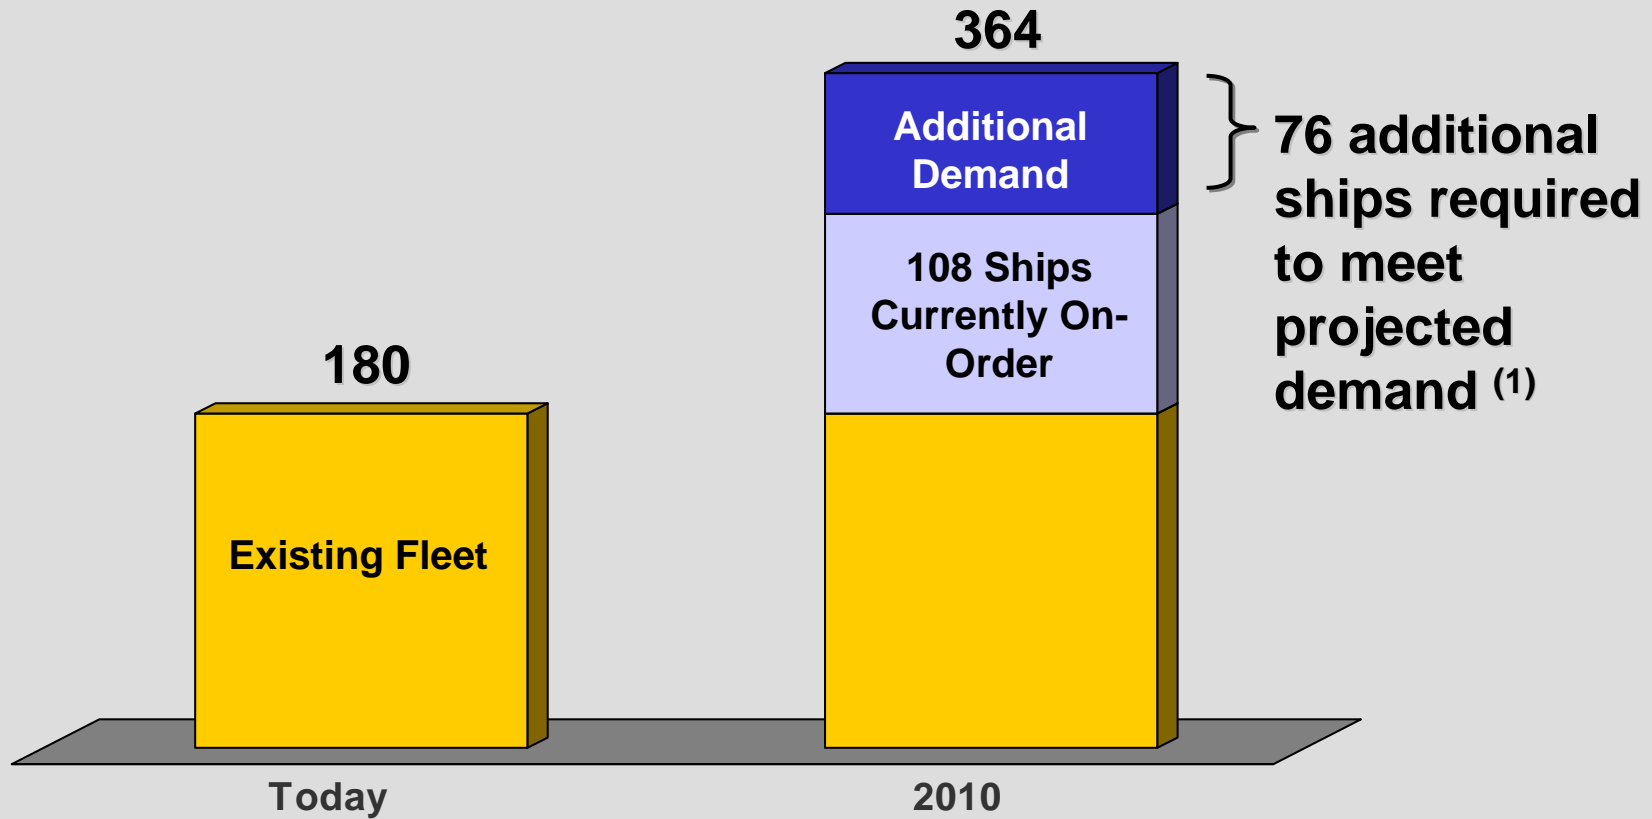 364
Additional
Demand
76 additional
ships required
to meet
projected
demand (1)
108 Ships
Currently On-
Order
180
Existing Fleet
Today
2010